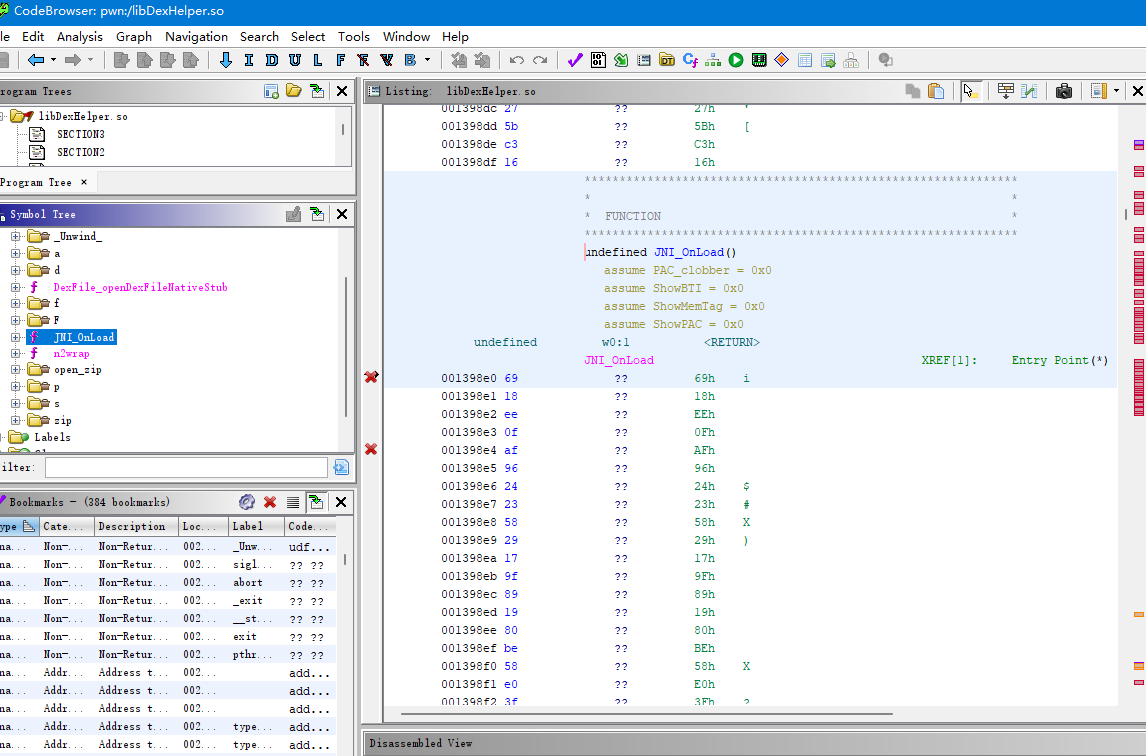 CodeBrowser: pwn:/libDexHelper.so
le Edit Analysis Graph Navigation Search Select Tools Window Help
I D U L F B
rogram Trees
libDexHelper.so
SECTION3
SECTION2
Program Tree ×
Symbol Tree
_Unwind_
a
d
f DexFile_openDexFileNativeStub
f
F
f JNI_OnLoad
f n2wrap
open_zip
p
s
zip
Labels
ilter:
Bookmarks - (384 bookmarks)
ype Cate... Description Loc... Label Code...
na... Non-... Non-Retur... 002... _Unw... udf...
na... Non-... Non-Retur... 002... sigl... ?? ??
na... Non-... Non-Retur... 002... abort ?? ??
na... Non-... Non-Retur... 002... _exit ?? ??
na... Non-... Non-Retur... 002... __st... ?? ??
na... Non-... Non-Retur... 002... exit ?? ??
na... Non-... Non-Retur... 002... pthr... ?? ??
na... Addr... Address t... 002... add...
na... Addr... Address t... 002... add...
na... Addr... Address t... 002... add...
na... Addr... Address t... 002... type... add...
na... Addr... Address t... 002... type... add...
Listing: libDexHelper.so
001398dc 27 ?? 27h '
001398dd 5b ?? 5Bh [
001398de c3 ?? C3h
001398df 16 ?? 16h
**************************************************************
* *
* FUNCTION *
**************************************************************
undefined JNI_OnLoad()
assume PAC_clobber = 0x0
assume ShowBTI = 0x0
assume ShowMemTag = 0x0
assume ShowPAC = 0x0
undefined w0:1 <RETURN>
JNI_OnLoad XREF[1]: Entry Point(*)
001398e0 69 ?? 69h i
001398e1 18 ?? 18h
001398e2 ee ?? EEh
001398e3 0f ?? 0Fh
001398e4 af ?? AFh
001398e5 96 ?? 96h
001398e6 24 ?? 24h $
001398e7 23 ?? 23h #
001398e8 58 ?? 58h X
001398e9 29 ?? 29h )
001398ea 17 ?? 17h
001398eb 9f ?? 9Fh
001398ec 89 ?? 89h
001398ed 19 ?? 19h
001398ee 80 ?? 80h
001398ef be ?? BEh
001398f0 58 ?? 58h X
001398f1 e0 ?? E0h
001398f2 3f ?? 3Fh ?
Disassembled View